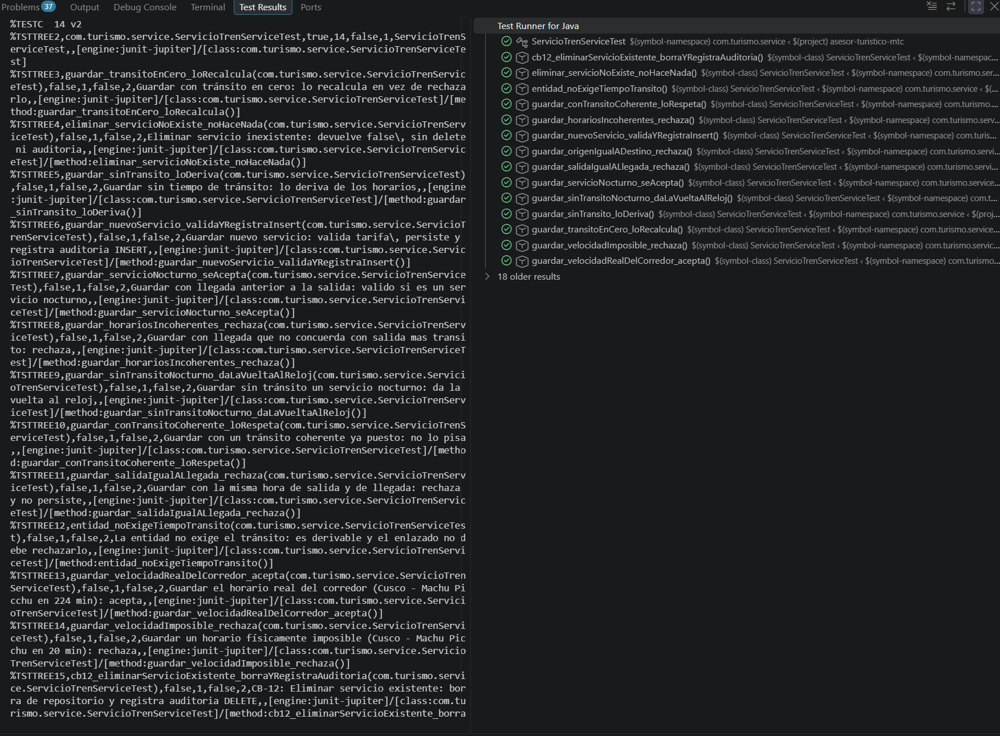 Problems 37 Output Debug Console Terminal Test Results Ports
%TESTC  14 v2
%TSTTREE2,com.turismo.service.ServicioTrenServiceTest,true,14,false,1,ServicioTrenS
erviceTest,,[engine:junit-jupiter]/[class:com.turismo.service.ServicioTrenServiceTe
st]
%TSTTREE3,guardar_transitoEnCero_loRecalcula(com.turismo.service.ServicioTrenServic
eTest),false,1,false,2,Guardar con tránsito en cero: lo recalcula en vez de rechaza
rlo,,[engine:junit-jupiter]/[class:com.turismo.service.ServicioTrenServiceTest]/[me
thod:guardar_transitoEnCero_loRecalcula()]
%TSTTREE4,eliminar_servicioNoExiste_noHaceNada(com.turismo.service.ServicioTrenServ
iceTest),false,1,false,2,Eliminar servicio inexistente: devuelve false\, sin delete
 ni auditoria,,[engine:junit-jupiter]/[class:com.turismo.service.ServicioTrenServic
eTest]/[method:eliminar_servicioNoExiste_noHaceNada()]
%TSTTREE5,guardar_sinTransito_loDeriva(com.turismo.service.ServicioTrenServiceTest)
,false,1,false,2,Guardar sin tiempo de tránsito: lo deriva de los horarios,,[engine
:junit-jupiter]/[class:com.turismo.service.ServicioTrenServiceTest]/[method:guardar
_sinTransito_loDeriva()]
%TSTTREE6,guardar_nuevoServicio_validaYRegistraInsert(com.turismo.service.ServicioT
renServiceTest),false,1,false,2,Guardar nuevo servicio: valida tarifa\, persiste y 
registra auditoria INSERT,,[engine:junit-jupiter]/[class:com.turismo.service.Servic
ioTrenServiceTest]/[method:guardar_nuevoServicio_validaYRegistraInsert()]
%TSTTREE7,guardar_servicioNocturno_seAcepta(com.turismo.service.ServicioTrenService
Test),false,1,false,2,Guardar con llegada anterior a la salida: valido si es un ser
vicio nocturno,,[engine:junit-jupiter]/[class:com.turismo.service.ServicioTrenServi
ceTest]/[method:guardar_servicioNocturno_seAcepta()]
%TSTTREE8,guardar_horariosIncoherentes_rechaza(com.turismo.service.ServicioTrenServ
iceTest),false,1,false,2,Guardar con llegada que no concuerda con salida mas transi
to: rechaza,,[engine:junit-jupiter]/[class:com.turismo.service.ServicioTrenServiceT
est]/[method:guardar_horariosIncoherentes_rechaza()]
%TSTTREE9,guardar_sinTransitoNocturno_daLaVueltaAlReloj(com.turismo.service.Servici
oTrenServiceTest),false,1,false,2,Guardar sin tránsito un servicio nocturno: da la 
vuelta al reloj,,[engine:junit-jupiter]/[class:com.turismo.service.ServicioTrenServ
iceTest]/[method:guardar_sinTransitoNocturno_daLaVueltaAlReloj()]
%TSTTREE10,guardar_conTransitoCoherente_loRespeta(com.turismo.service.ServicioTrenS
erviceTest),false,1,false,2,Guardar con un tránsito coherente ya puesto: no lo pisa
,,[engine:junit-jupiter]/[class:com.turismo.service.ServicioTrenServiceTest]/[metho
d:guardar_conTransitoCoherente_loRespeta()]
%TSTTREE11,guardar_salidaIgualALlegada_rechaza(com.turismo.service.ServicioTrenServ
iceTest),false,1,false,2,Guardar con la misma hora de salida y de llegada: rechaza 
y no persiste,,[engine:junit-jupiter]/[class:com.turismo.service.ServicioTrenServic
eTest]/[method:guardar_salidaIgualALlegada_rechaza()]
%TSTTREE12,entidad_noExigeTiempoTransito(com.turismo.service.ServicioTrenServiceTes
t),false,1,false,2,La entidad no exige el tránsito: es derivable y el enlazado no d
ebe rechazarlo,,[engine:junit-jupiter]/[class:com.turismo.service.ServicioTrenServi
ceTest]/[method:entidad_noExigeTiempoTransito()]
%TSTTREE13,guardar_velocidadRealDelCorredor_acepta(com.turismo.service.ServicioTren
ServiceTest),false,1,false,2,Guardar el horario real del corredor (Cusco - Machu Pi
cchu en 224 min): acepta,,[engine:junit-jupiter]/[class:com.turismo.service.Servici
oTrenServiceTest]/[method:guardar_velocidadRealDelCorredor_acepta()]
%TSTTREE14,guardar_velocidadImposible_rechaza(com.turismo.service.ServicioTrenServi
ceTest),false,1,false,2,Guardar un horario físicamente imposible (Cusco - Machu Pic
chu en 20 min): rechaza,,[engine:junit-jupiter]/[class:com.turismo.service.Servicio
TrenServiceTest]/[method:guardar_velocidadImposible_rechaza()]
%TSTTREE15,cb12_eliminarServicioExistente_borraYRegistraAuditoria(com.turismo.servi
ce.ServicioTrenServiceTest),false,1,false,2,CB-12: Eliminar servicio existente: bor
ra de repositorio y registra auditoria DELETE,,[engine:junit-jupiter]/[class:com.tu
rismo.service.ServicioTrenServiceTest]/[method:cb12_eliminarServicioExistente_borra
Test Runner for Java
ServicioTrenServiceTest $(symbol-namespace) com.turismo.service ‹ $(project) asesor-turistico-mtc
cb12_eliminarServicioExistente_borraYRegistraAuditoria() $(symbol-class) ServicioTrenServiceTest ‹ $(symbol-namespac...
eliminar_servicioNoExiste_noHaceNada() $(symbol-class) ServicioTrenServiceTest ‹ $(symbol-namespace) com.turismo.ser...
entidad_noExigeTiempoTransito() $(symbol-class) ServicioTrenServiceTest ‹ $(symbol-namespace) com.turismo.service ‹ $(...
guardar_conTransitoCoherente_loRespeta() $(symbol-class) ServicioTrenServiceTest ‹ $(symbol-namespace) com.turismo....
guardar_horariosIncoherentes_rechaza() $(symbol-class) ServicioTrenServiceTest ‹ $(symbol-namespace) com.turismo.serv...
guardar_nuevoServicio_validaYRegistraInsert() $(symbol-class) ServicioTrenServiceTest ‹ $(symbol-namespace) com.turis...
guardar_origenIgualADestino_rechaza() $(symbol-class) ServicioTrenServiceTest ‹ $(symbol-namespace) com.turismo.servi...
guardar_salidaIgualALlegada_rechaza() $(symbol-class) ServicioTrenServiceTest ‹ $(symbol-namespace) com.turismo.servi...
guardar_servicioNocturno_seAcepta() $(symbol-class) ServicioTrenServiceTest ‹ $(symbol-namespace) com.turismo.service...
guardar_sinTransitoNocturno_daLaVueltaAlReloj() $(symbol-class) ServicioTrenServiceTest ‹ $(symbol-namespace) com.t...
guardar_sinTransito_loDeriva() $(symbol-class) ServicioTrenServiceTest ‹ $(symbol-namespace) com.turismo.service ‹ $(proj...
guardar_transitoEnCero_loRecalcula() $(symbol-class) ServicioTrenServiceTest ‹ $(symbol-namespace) com.turismo.service...
guardar_velocidadImposible_rechaza() $(symbol-class) ServicioTrenServiceTest ‹ $(symbol-namespace) com.turismo.servic...
guardar_velocidadRealDelCorredor_acepta() $(symbol-class) ServicioTrenServiceTest ‹ $(symbol-namespace) com.turismo...
18 older results